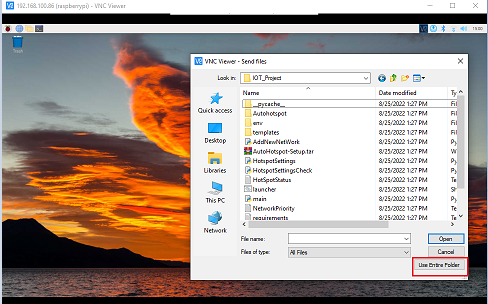 192.168.100.86 (raspberrypi) - VNC Viewer
15:00
Trash
VNC Viewer - Send files
Look in: IOT_Project
Name Date modified Ty
__pycache__ 8/25/2022 1:27 PM Fil
Autohotspot 8/25/2022 1:27 PM Fil
env 8/25/2022 1:27 PM Fil
templates 8/25/2022 1:27 PM Fil
AddNewNetWork 8/25/2022 1:27 PM Py
AutoHotspot-Setup.tar 8/25/2022 1:27 PM W
HotspotSettings 8/25/2022 1:27 PM Py
HotspotSettingsCheck 8/25/2022 1:27 PM Py
HotSpotStatus 8/25/2022 1:27 PM Te
launcher 8/25/2022 1:27 PM Sh
main 8/25/2022 1:27 PM Py
NetworkPriority 8/25/2022 1:27 PM Te
requirements 8/25/2022 1:27 PM Te
Quick access
Desktop
Libraries
This PC
Network
File name: Open
Files of type: All Files Cancel
Use Entire Folder